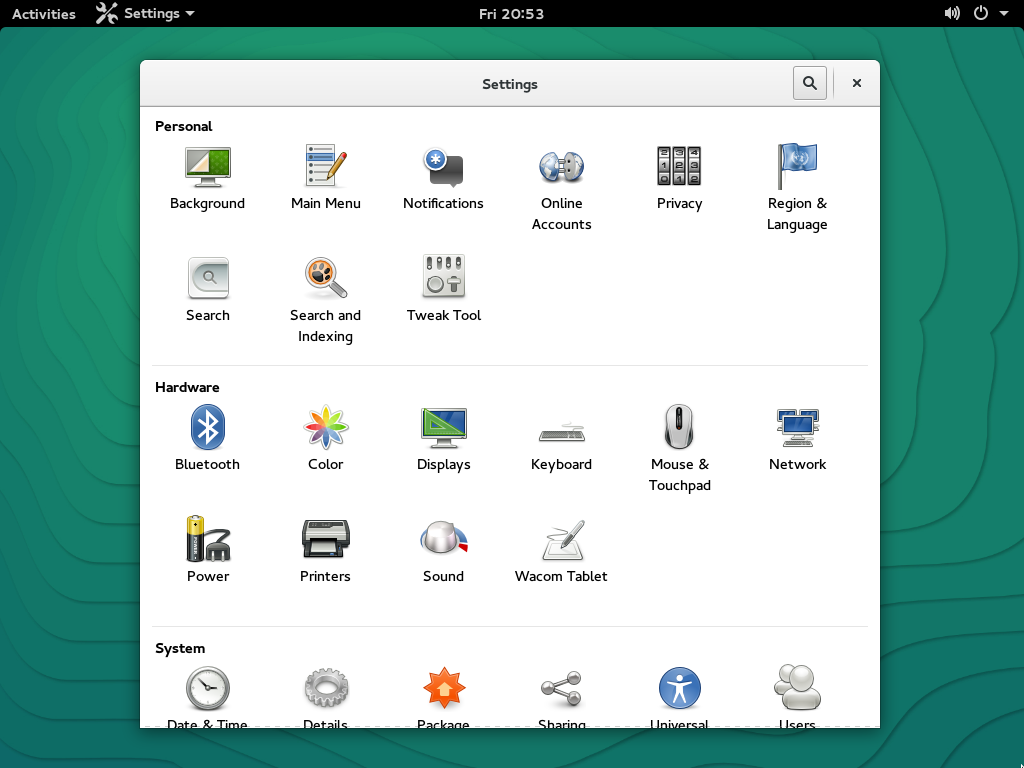 Activities Settings Fri 20:53
Settings
Personal
Background Main Menu Notifications Online Accounts Privacy Region & Language
Search Search and Indexing Tweak Tool
Hardware
Bluetooth Color Displays Keyboard Mouse & Touchpad Network
Power Printers Sound Wacom Tablet
System
Date & Time Details Package Sharing Universal Users